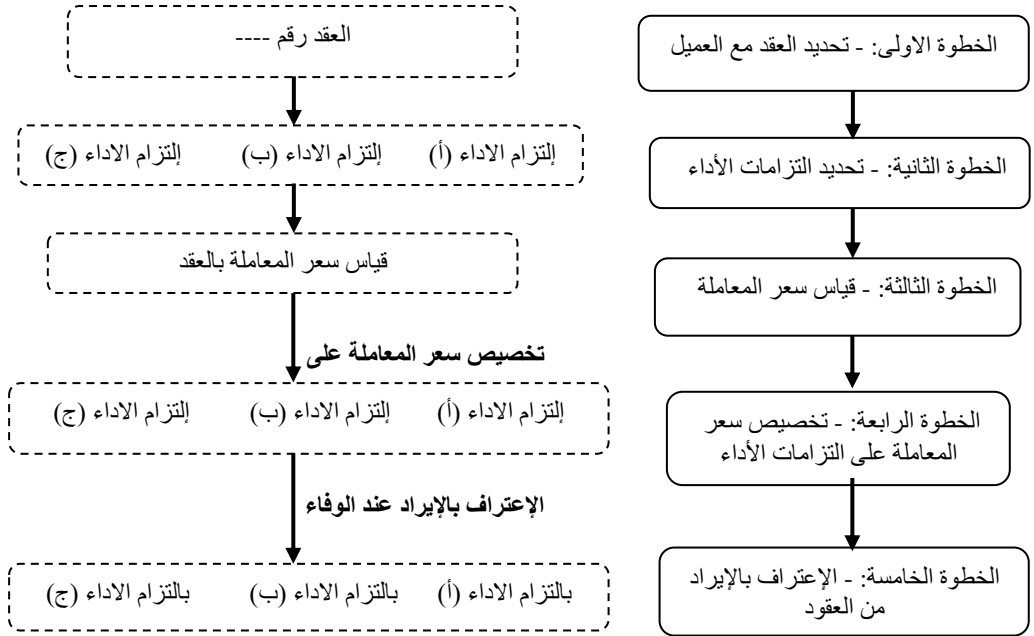 الخطوة الاولى: - تحديد العقد مع العميل
الخطوة الثانية: - تحديد التزامات الأداء
الخطوة الثالثة: - قياس سعر المعاملة
الخطوة الرابعة: - تخصيص سعر
المعاملة على التزامات الأداء
الخطوة الخامسة: - الإعتراف بالإيراد
من العقود
العقد رقم ----
إلتزام الاداء (أ) إلتزام الاداء (ب) إلتزام الاداء (ج)
قياس سعر المعاملة بالعقد
تخصيص سعر المعاملة على
إلتزام الاداء (أ) إلتزام الاداء (ب) إلتزام الاداء (ج)
الإعتراف بالإيراد عند الوفاء
بالتزام الاداء (أ) بالتزام الاداء (ب) بالتزام الاداء (ج)